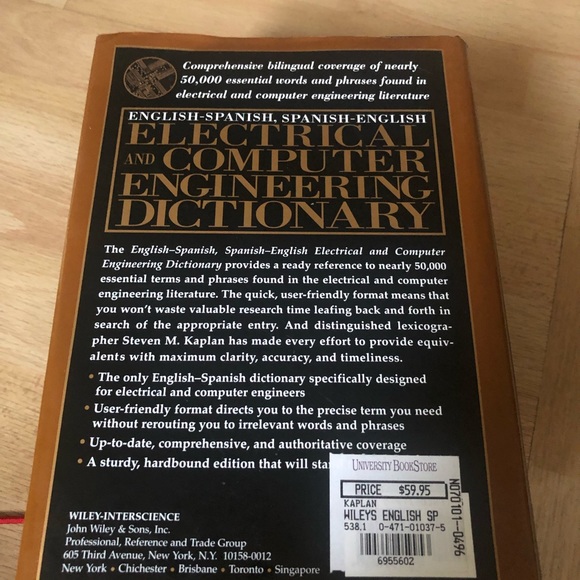 Comprehensive bilingual coverage of nearly
50,000 essential words and phrases found in
electrical and computer engineering literature
ENGLISH-SPANISH, SPANISH-ENGLISH
ELECTRICAL
AND COMPUTER
ENGINEERING
DICTIONARY
The English–Spanish, Spanish–English Electrical and Computer
Engineering Dictionary provides a ready reference to nearly 50,000
essential terms and phrases found in the electrical and computer
engineering literature. The quick, user-friendly format means that
you won't waste valuable research time leafing back and forth in
search of the appropriate entry. And distinguished lexicogra-
pher Steven M. Kaplan has made every effort to provide equiv-
alents with maximum clarity, accuracy, and timeliness.
• The only English–Spanish dictionary specifically designed
for electrical and computer engineers
• User-friendly format directs you to the precise term you need
without rerouting you to irrelevant words and phrases
• Up-to-date, comprehensive, and authoritative coverage
• A sturdy, hardbound edition that will
WILEY-INTERSCIENCE
John Wiley & Sons, Inc.
Professional, Reference and Trade Group
605 Third Avenue, New York, N.Y. 10158-0012
New York • Chichester • Brisbane • Toronto • Singapore
UNIVERSITY BOOKSTORE
PRICE $59.95
KAPLAN
WILEYS ENGLISH SP
538.1 0-471-01037-5
6955602
NO70101-0496